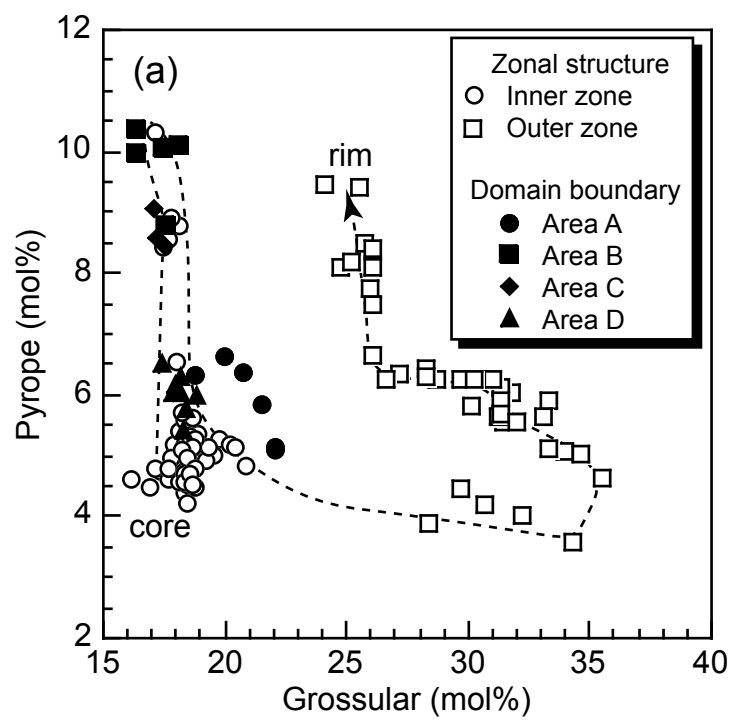 12
10
8
6
4
2
Pyrope (mol%)
(a)
Zonal structure
Inner zone
Outer zone
Domain boundary
Area A
Area B
Area C
Area D
rim
core
15
20
25
30
35
40
Grossular (mol%)